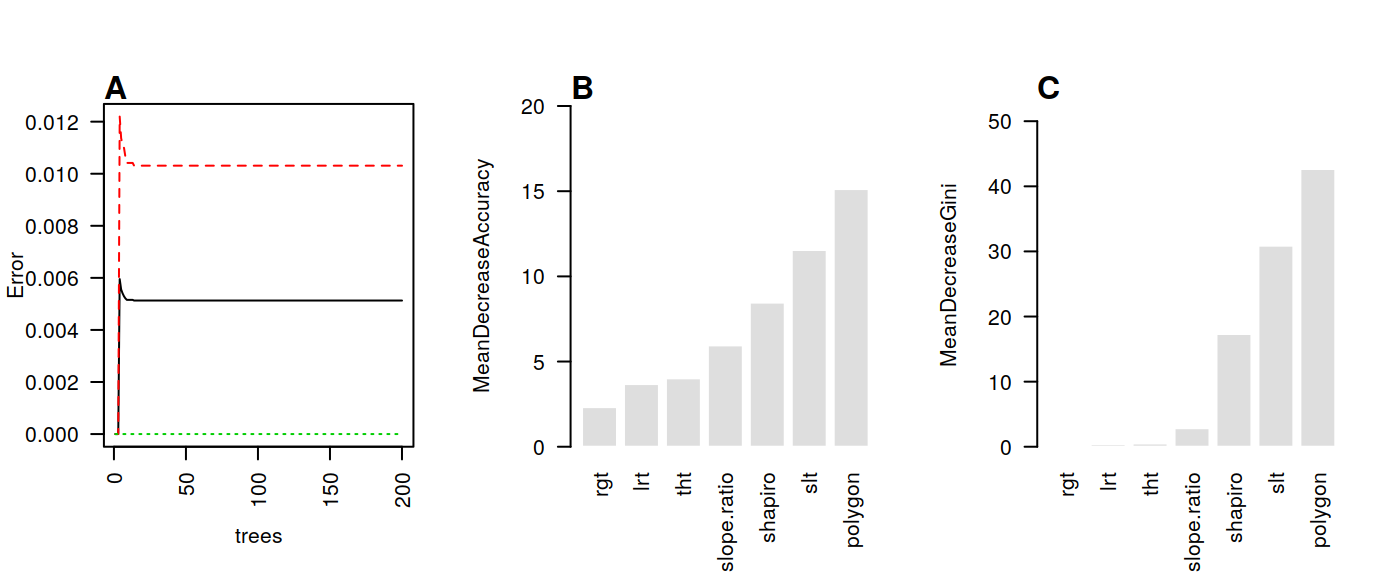 A
Error
0.012
0.010
0.008
0.006
0.004
0.002
0.000
0 50 100 150 200
trees
B
MeanDecreaseAccuracy
20
15
10
5
0
rgt lrt tht slope.ratio shapiro slt polygon
C
MeanDecreaseGini
50
40
30
20
10
0
rgt lrt tht slope.ratio shapiro slt polygon